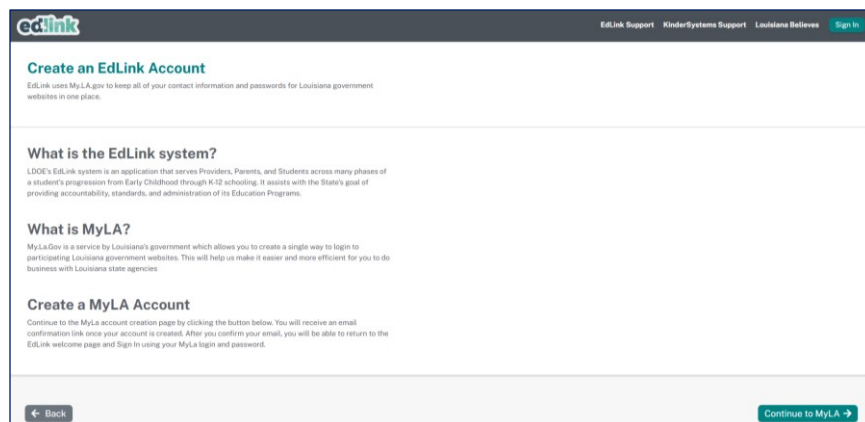 ed:link
EdLink Support KinderSystems Support Louisiana Believes Sign In
Create an EdLink Account
EdLink uses My.LA.gov to keep all of your contact information and passwords for Louisiana government
websites in one place.
What is the EdLink system?
LDOE's EdLink system is an application that serves Providers, Parents, and Students across many phases of
a student's progression from Early Childhood through K-12 schooling. It assists with the State's goal of
providing accountability, standards, and administration of its Education Programs.
What is MyLA?
My.La.Gov is a service by Louisiana's government which allows you to create a single way to login to
participating Louisiana government websites. This will help us make it easier and more efficient for you to do
business with Louisiana state agencies
Create a MyLA Account
Continue to the MyLa account creation page by clicking the button below. You will receive an email
confirmation link once your account is created. After you confirm your email, you will be able to return to the
EdLink welcome page and Sign In using your MyLa login and password.
← Back Continue to MyLA →